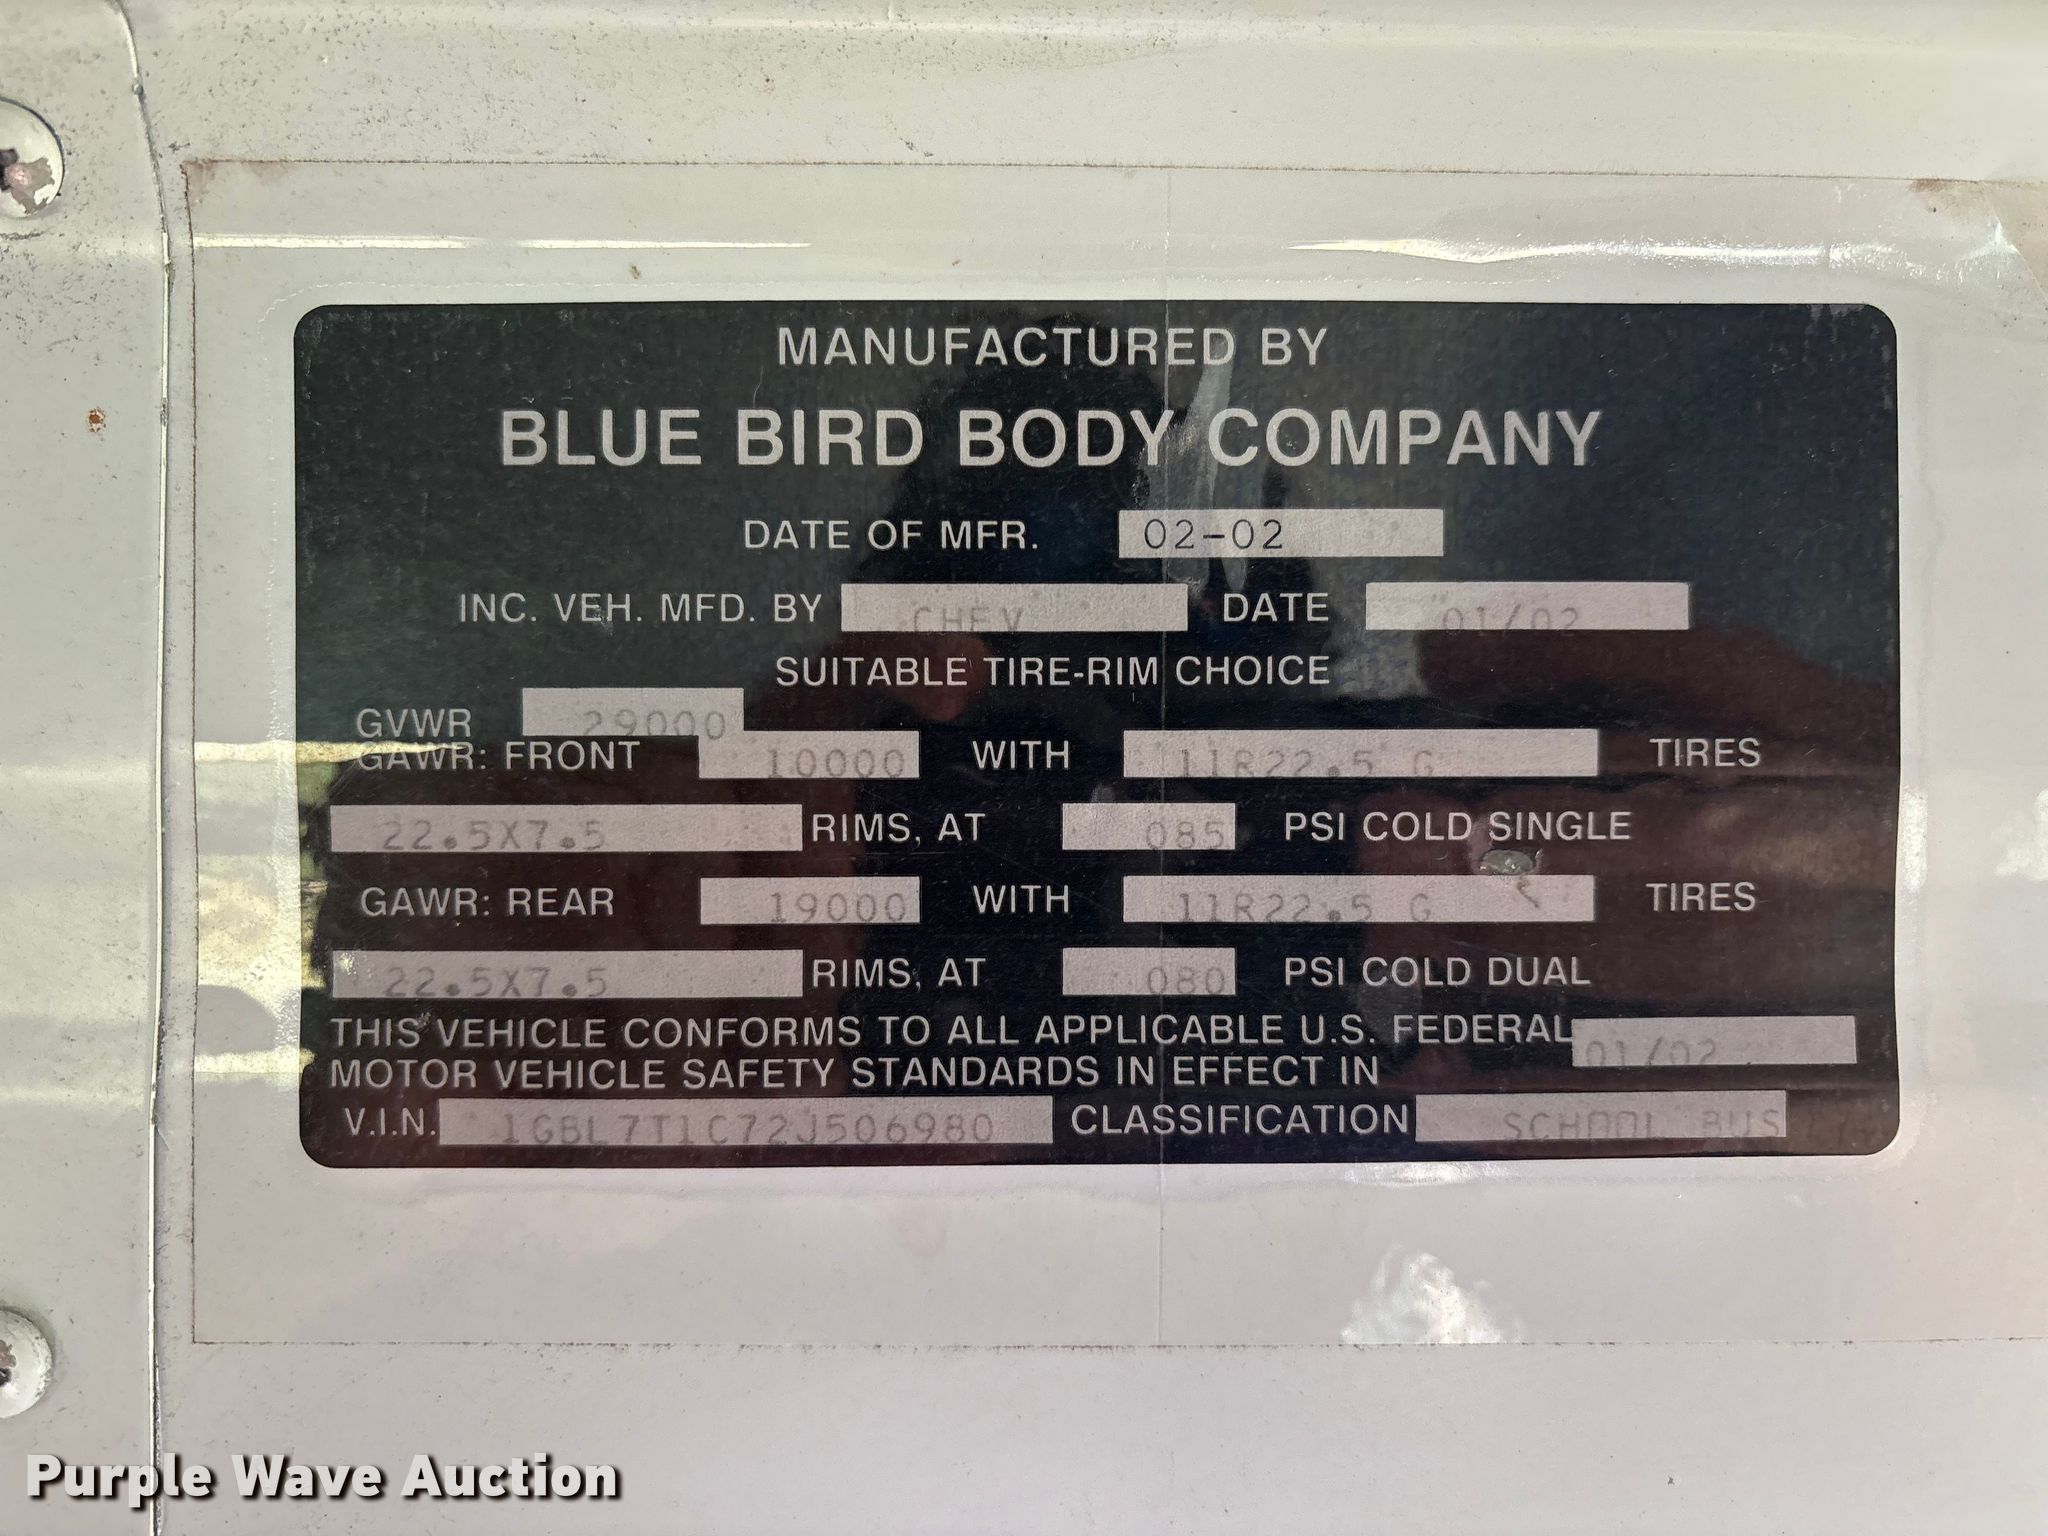 MANUFACTURED BY
BLUE BIRD BODY COMPANY
DATE OF MFR. 02-02
INC. VEH. MFD. BY CHEV DATE 01/02
SUITABLE TIRE-RIM CHOICE
GVWR 29000
GAWR: FRONT 10000 WITH 11R22.5 G TIRES
22.5X7.5 RIMS, AT 085 PSI COLD SINGLE
GAWR: REAR 19000 WITH 11R22.5 G TIRES
22.5X7.5 RIMS, AT 080 PSI COLD DUAL
THIS VEHICLE CONFORMS TO ALL APPLICABLE U.S. FEDERAL
MOTOR VEHICLE SAFETY STANDARDS IN EFFECT IN 01/02
V.I.N. 1GBL7T1C72J506980 CLASSIFICATION SCHOOL BUS
Purple Wave Auction